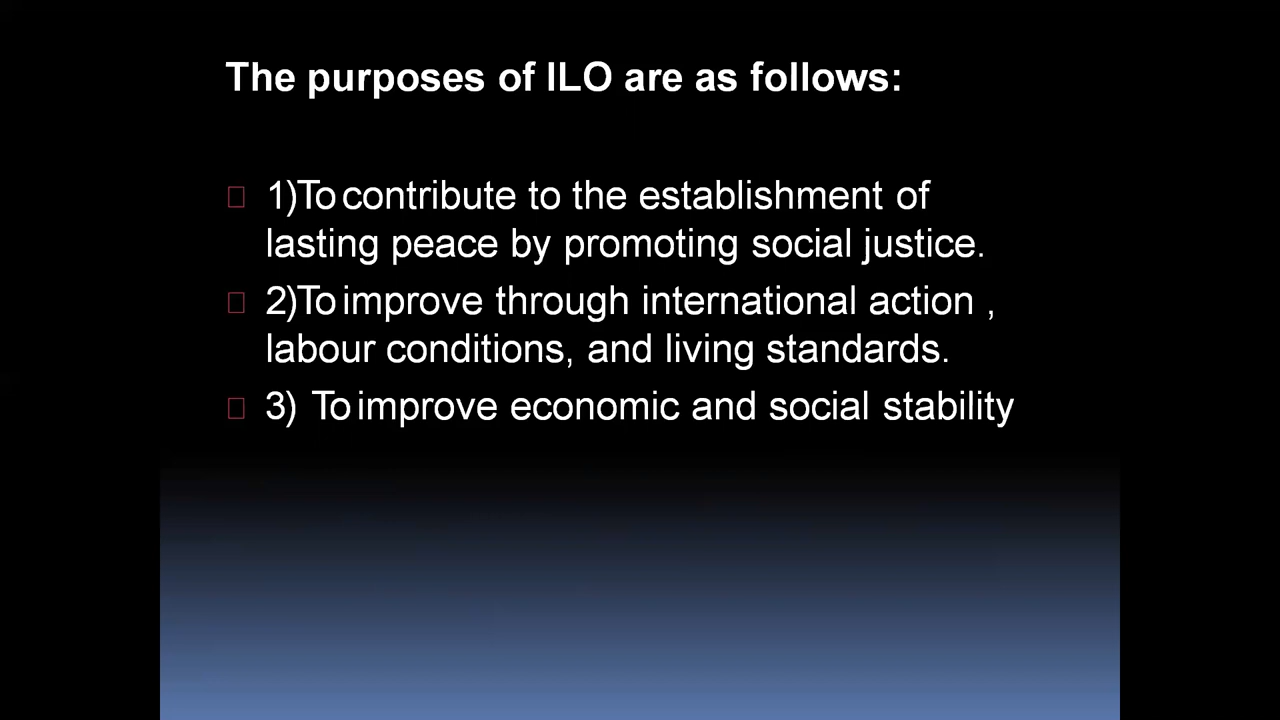 The purposes of ILO are as follows:
1)To contribute to the establishment of
lasting peace by promoting social justice.
2)To improve through international action ,
labour conditions, and living standards.
3) To improve economic and social stability